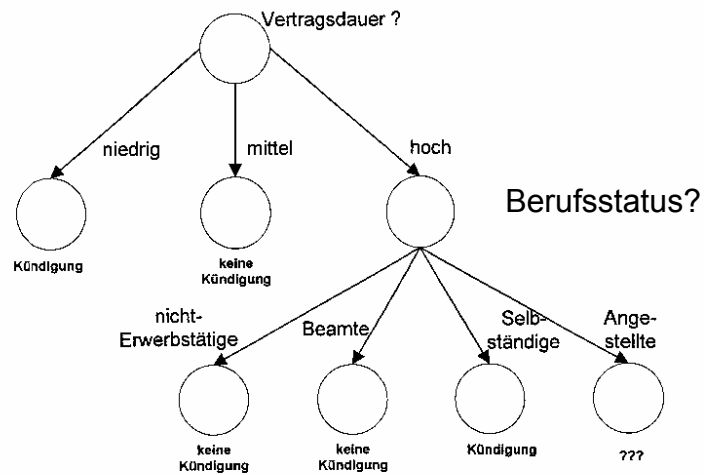 Vertragsdauer ?
niedrig
mittel
hoch
Berufsstatus?
Kündigung
keine
Kündigung
nicht-
Erwerbstätige
Beamte
Selb-
ständige
Ange-
stellte
keine
Kündigung
keine
Kündigung
Kündigung
???